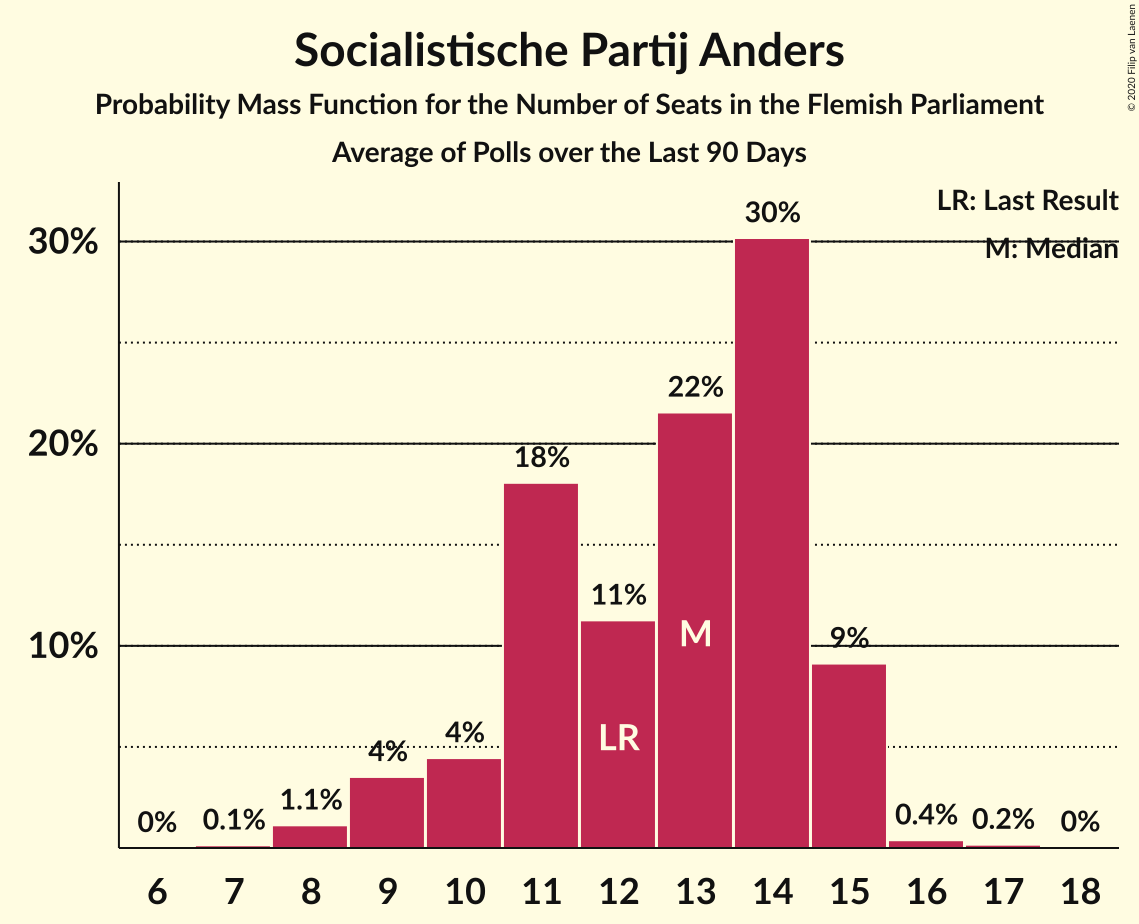 Socialistische Partij Anders
Probability Mass Function for the Number of Seats in the Flemish Parliament
Average of Polls over the Last 90 Days
© 2020 Filip van Laenen
LR: Last Result
M: Median
30%
20%
10%
0%
0.1%
1.1%
4%
4%
18%
11%
22%
30%
9%
0.4%
0.2%
0%
LR
M
6 7 8 9 10 11 12 13 14 15 16 17 18